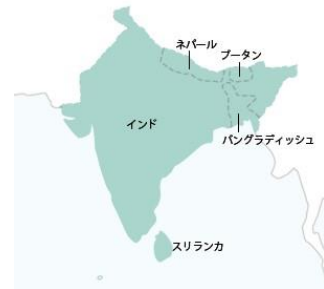 ネパール
ブータン
インド
バングラディッシュ
スリランカ